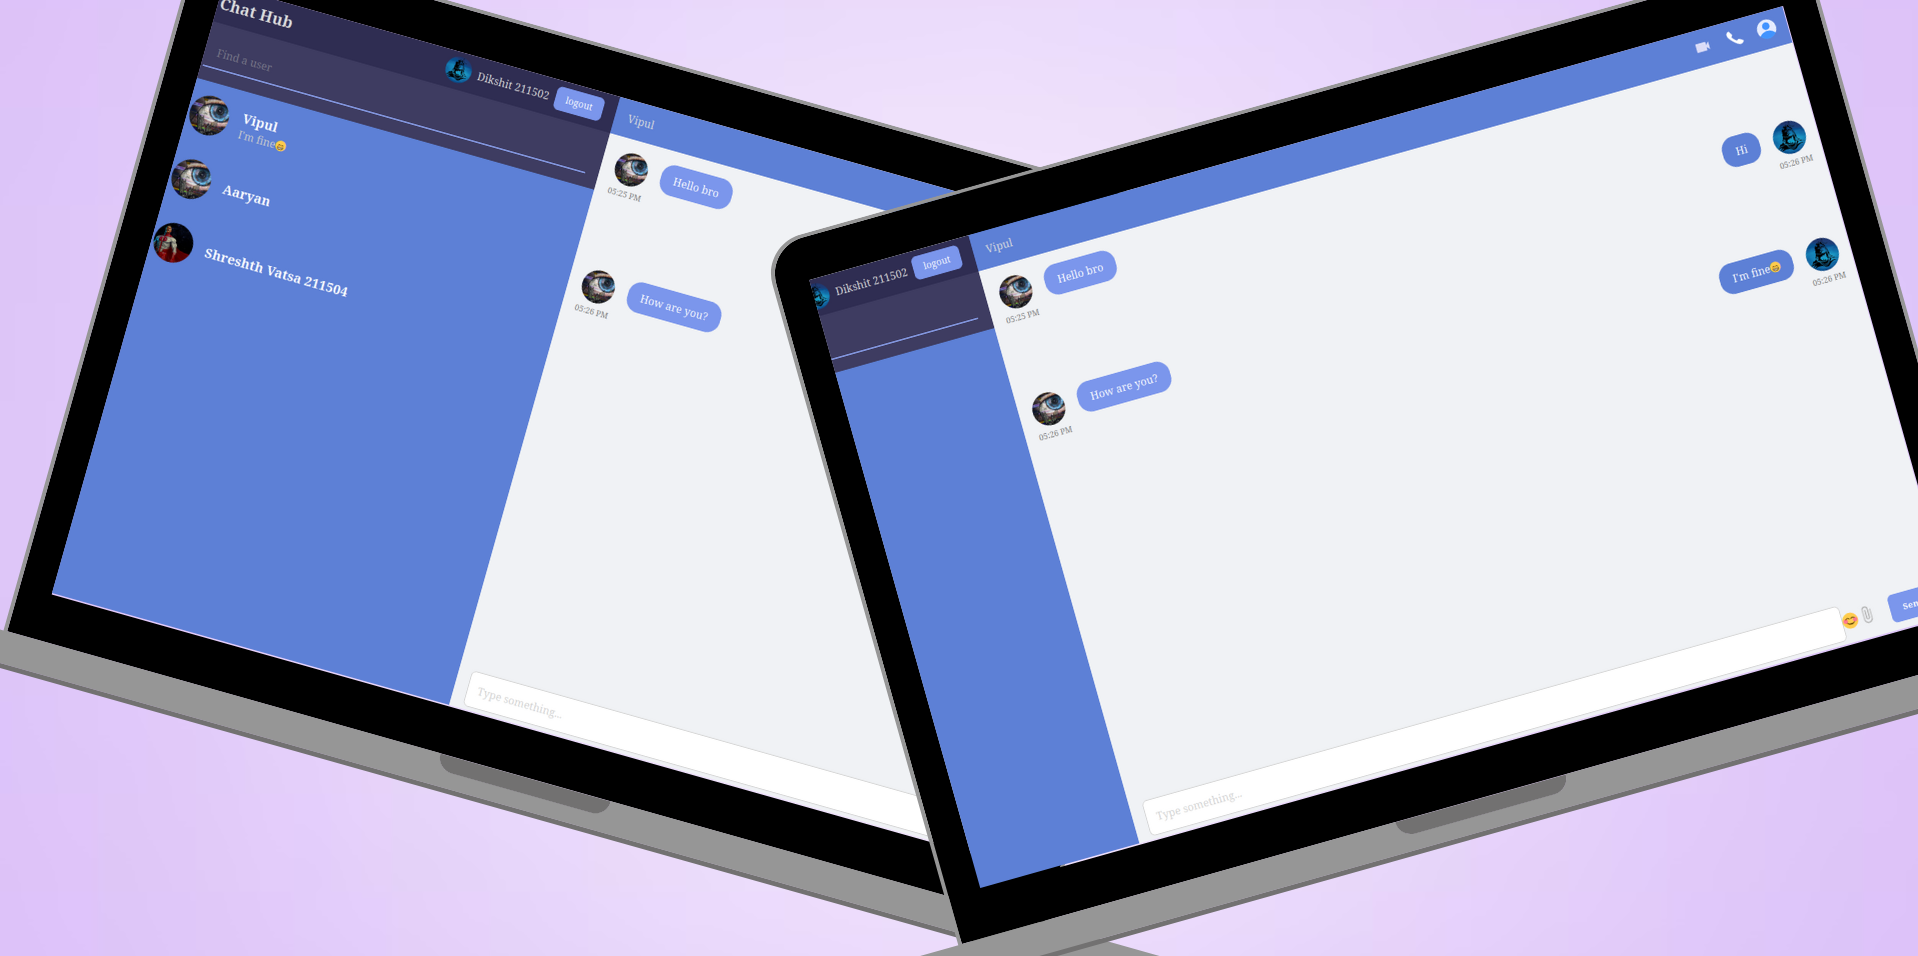 Chat Hub
Dikshit 211502
logout
Find a user
Vipul
I'm fine😄
Aaryan
Shreshth Vatsa 211504
Vipul
Hello bro
05:25 PM
How are you?
05:26 PM
Type something...
Dikshit 211502
logout
Vipul
Hello bro
05:25 PM
Hi
05:26 PM
How are you?
05:26 PM
I'm fine😄
05:26 PM
Type something...